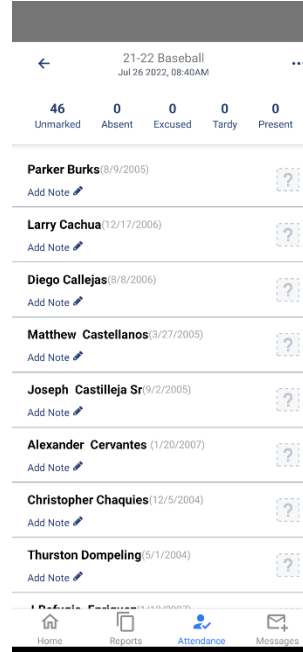 21-22 Baseball
Jul 26 2022, 08:40AM
46 0 0 0 0
Unmarked Absent Excused Tardy Present
Parker Burks(8/9/2005)
?
Add Note
Larry Cachua(12/17/2006)
?
Add Note
Diego Callejas(8/8/2006)
?
Add Note
Matthew Castellanos(3/27/2005)
?
Add Note
Joseph Castilleja Sr(9/2/2005)
?
Add Note
Alexander Cervantes (1/20/2007)
?
Add Note
Christopher Chaquies(12/5/2004)
?
Add Note
Thurston Dompeling(5/1/2004)
?
Add Note
Home Reports Attendance Messages